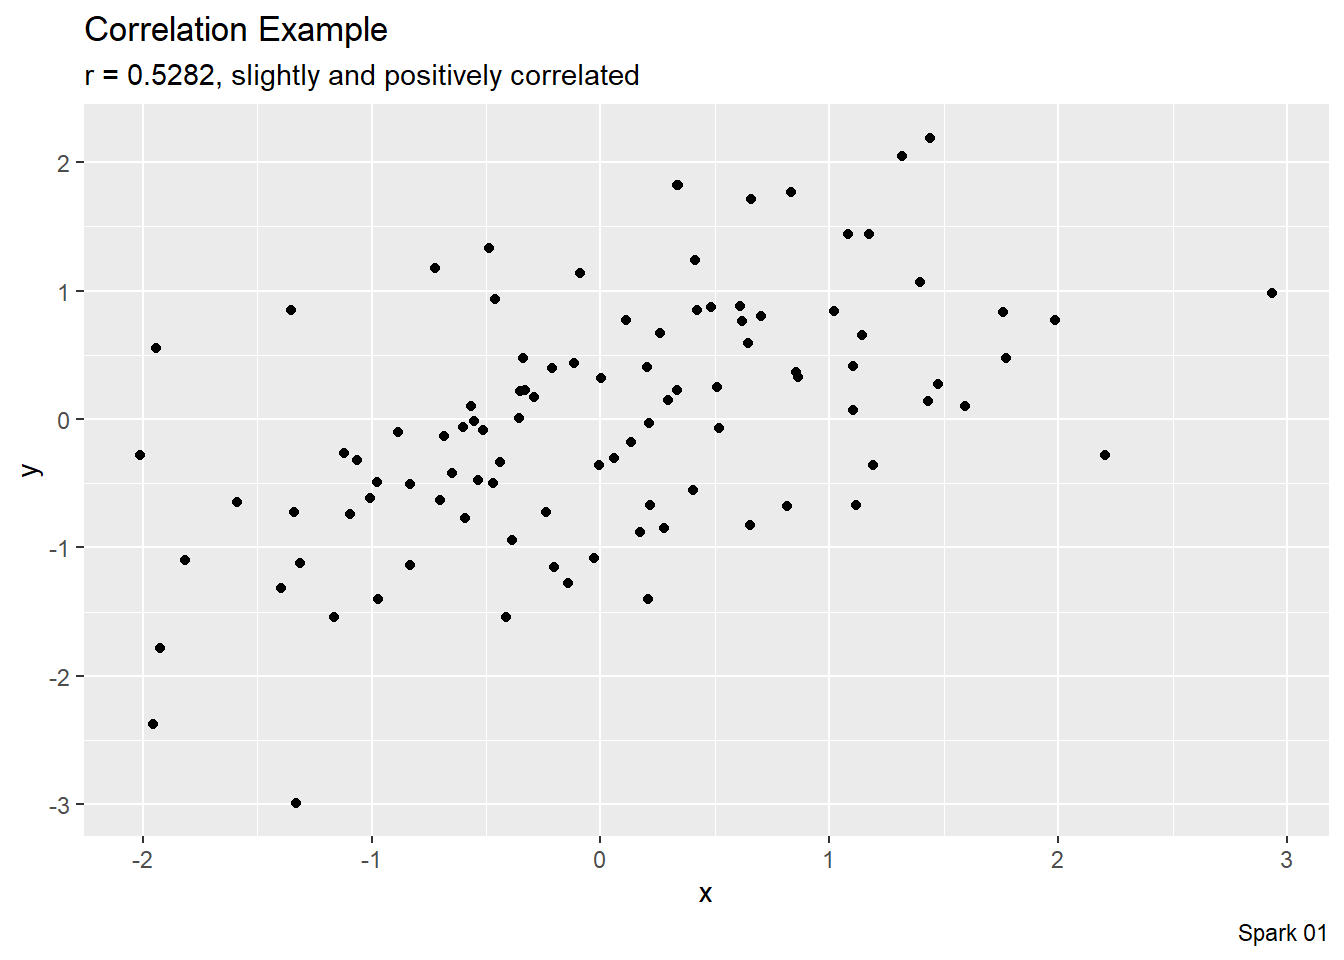 Correlation Example
r = 0.5282, slightly and positively correlated
2
1
0
-1
-2
-3
y
-2 -1 0 1 2 3
x
Spark 01